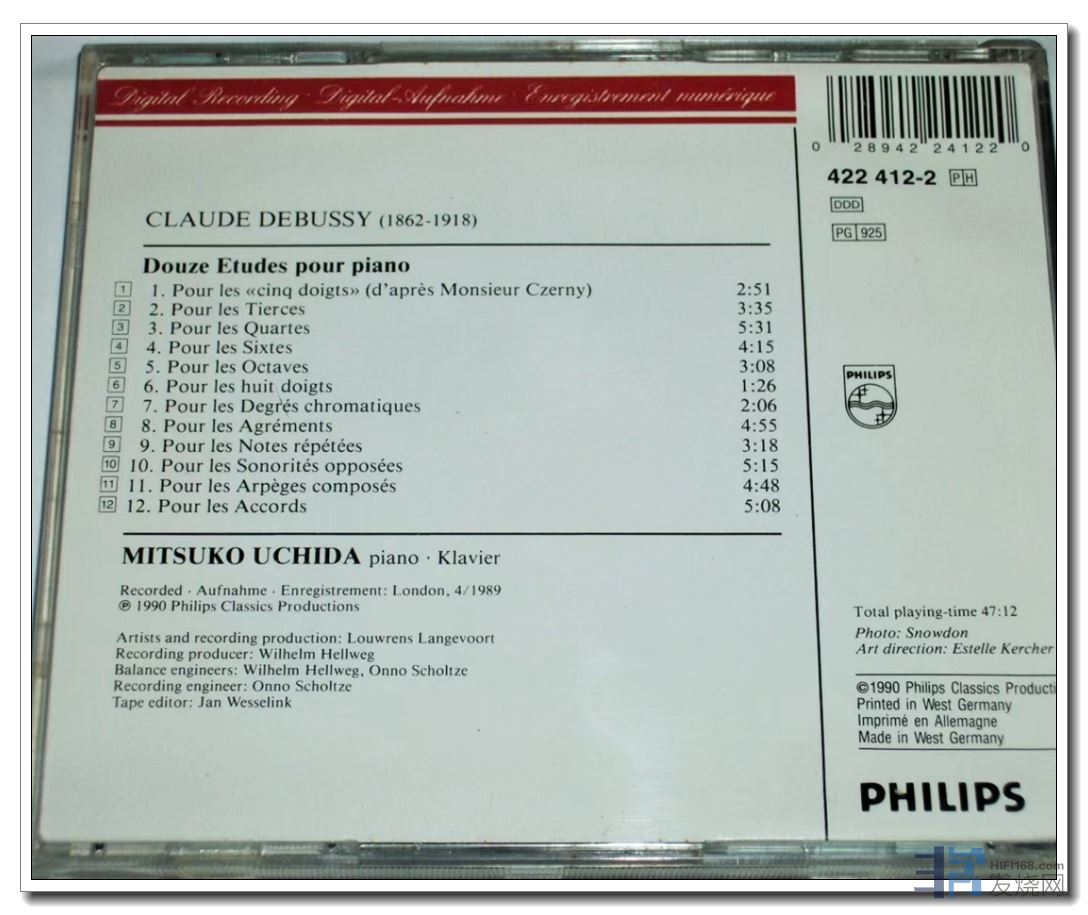 Digital Recording · Digital-Aufnahme · Enregistrement numérique
CLAUDE DEBUSSY (1862-1918)
Douze Etudes pour piano
1 1. Pour les «cinq doigts» (d'après Monsieur Czerny) 2:51
2 2. Pour les Tierces 3:35
3 3. Pour les Quartes 5:31
4 4. Pour les Sixtes 4:15
5 5. Pour les Octaves 3:08
6 6. Pour les huit doigts 1:26
7 7. Pour les Degrés chromatiques 2:06
8 8. Pour les Agréments 4:55
9 9. Pour les Notes répétées 3:18
10 10. Pour les Sonorités opposées 5:15
11 11. Pour les Arpèges composés 4:48
12 12. Pour les Accords 5:08
MITSUKO UCHIDA piano · Klavier
Recorded · Aufnahme · Enregistrement: London, 4/1989
℗ 1990 Philips Classics Productions
Artists and recording production: Louwrens Langevoort
Recording producer: Wilhelm Hellweg
Balance engineers: Wilhelm Hellweg, Onno Scholtze
Recording engineer: Onno Scholtze
Tape editor: Jan Wesselink
0 28942 24122 0
422 412-2 PH
DDD
PG 925
PHILIPS
Total playing-time 47:12
Photo: Snowdon
Art direction: Estelle Kercher
©1990 Philips Classics Producti
Printed in West Germany
Imprimé en Allemagne
Made in West Germany
PHILIPS
HIFI168.com
发烧网